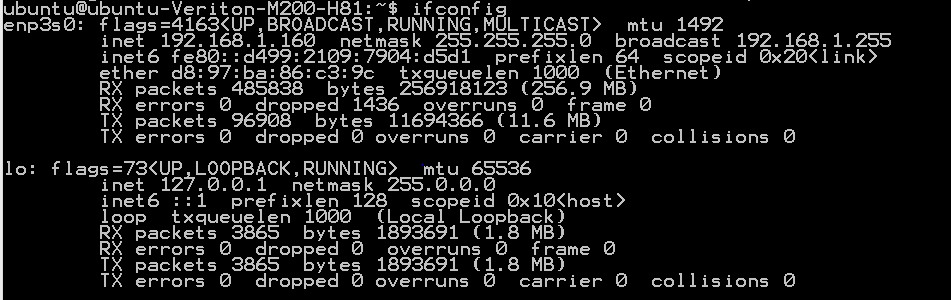 ubuntu@ubuntu-Veriton-M200-H81:~$ ifconfig
enp3s0: flags=4163<UP,BROADCAST,RUNNING,MULTICAST>  mtu 1492
        inet 192.168.1.160  netmask 255.255.255.0  broadcast 192.168.1.255
        inet6 fe80::d499:2109:7904:d5d1  prefixlen 64  scopeid 0x20<link>
        ether d8:97:ba:86:c3:9c  txqueuelen 1000  (Ethernet)
        RX packets 485838  bytes 256918123 (256.9 MB)
        RX errors 0  dropped 1436  overruns 0  frame 0
        TX packets 96908  bytes 11694366 (11.6 MB)
        TX errors 0  dropped 0 overruns 0  carrier 0  collisions 0

lo: flags=73<UP,LOOPBACK,RUNNING>  mtu 65536
        inet 127.0.0.1  netmask 255.0.0.0
        inet6 ::1  prefixlen 128  scopeid 0x10<host>
        loop  txqueuelen 1000  (Local Loopback)
        RX packets 3865  bytes 1893691 (1.8 MB)
        RX errors 0  dropped 0  overruns 0  frame 0
        TX packets 3865  bytes 1893691 (1.8 MB)
        TX errors 0  dropped 0 overruns 0  carrier 0  collisions 0